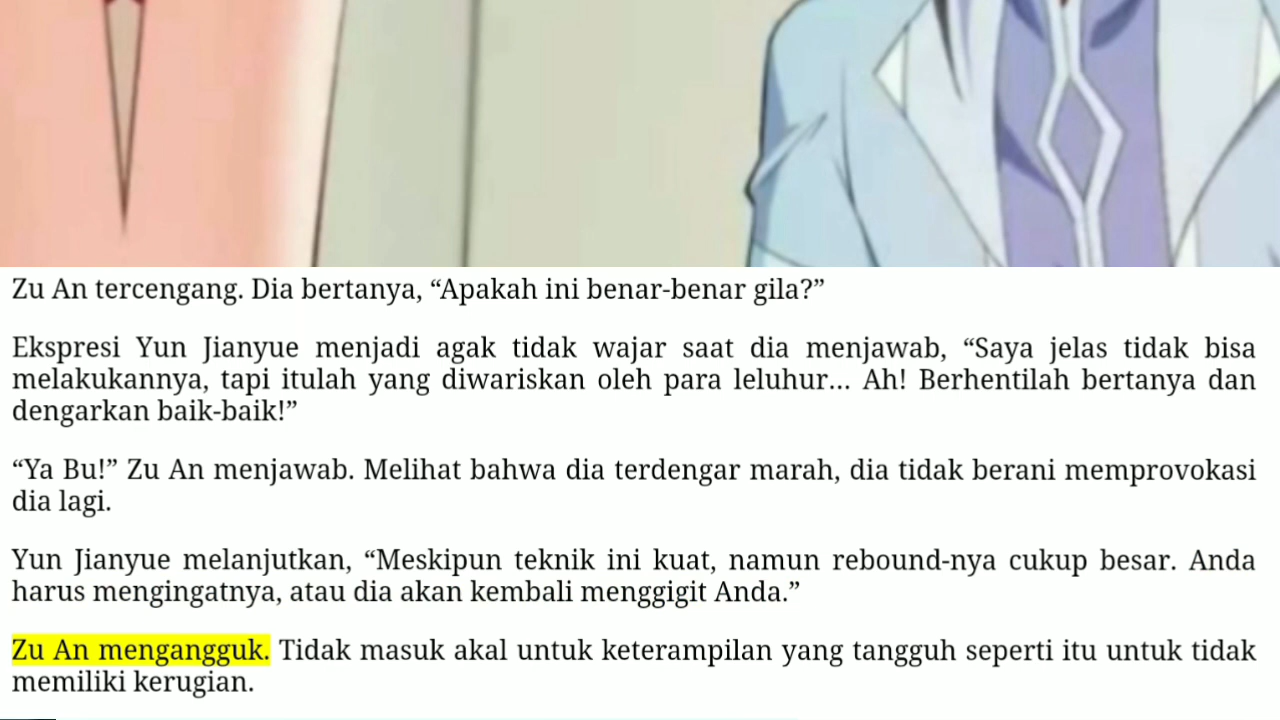 Zu An tercengang. Dia bertanya, “Apakah ini benar-benar gila?”
Ekspresi Yun Jianyue menjadi agak tidak wajar saat dia menjawab, “Saya jelas tidak bisa
melakukannya, tapi itulah yang diwariskan oleh para leluhur... Ah! Berhentilah bertanya dan
dengarkan baik-baik!”
“Ya Bu!” Zu An menjawab. Melihat bahwa dia terdengar marah, dia tidak berani memprovokasi
dia lagi.
Yun Jianyue melanjutkan, “Meskipun teknik ini kuat, namun rebound-nya cukup besar. Anda
harus mengingatnya, atau dia akan kembali menggigit Anda.”
Zu An mengangguk. Tidak masuk akal untuk keterampilan yang tangguh seperti itu untuk tidak
memiliki kerugian.